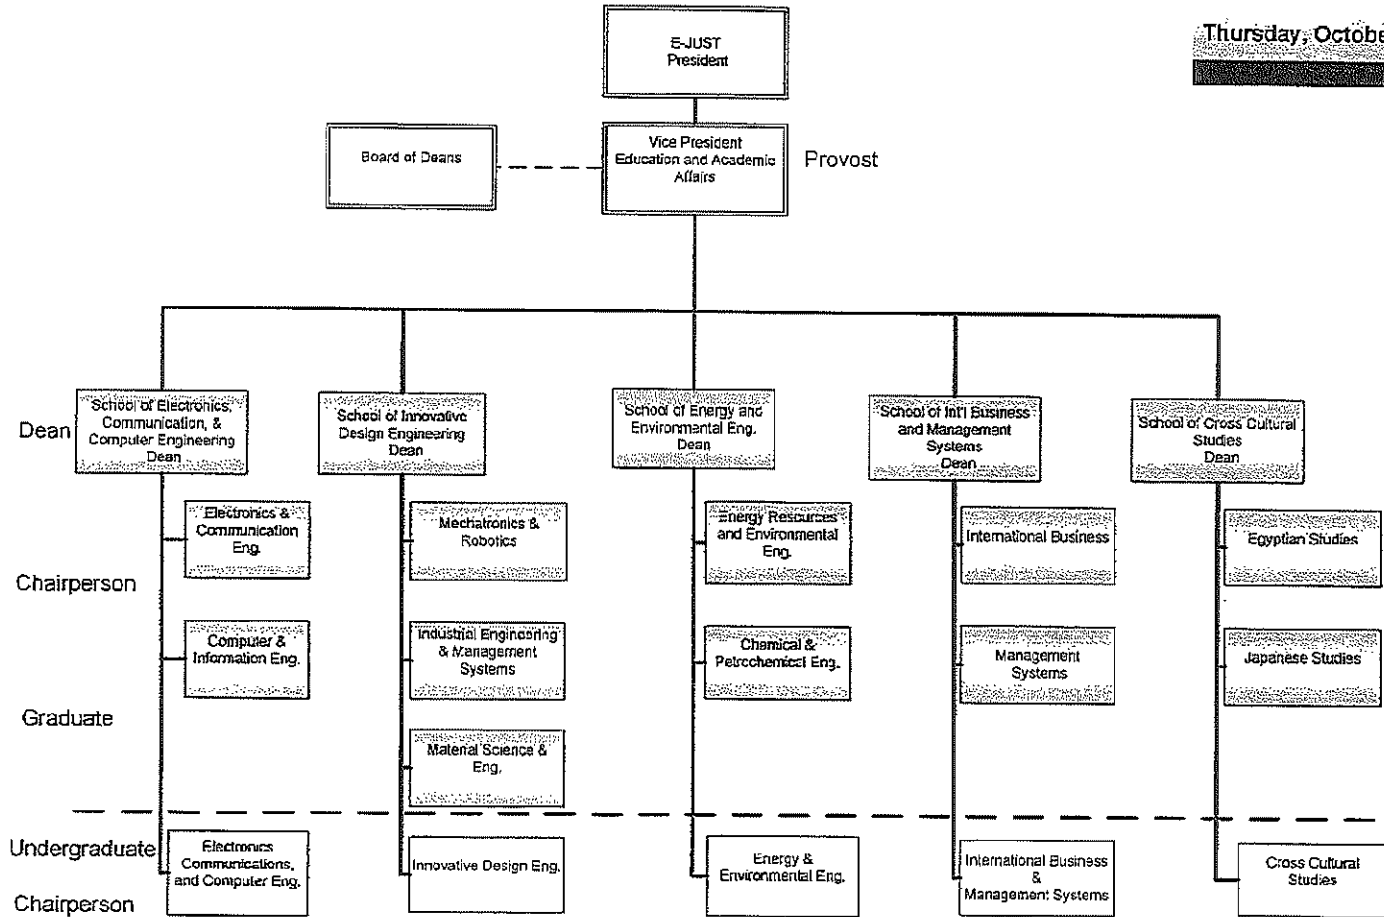 Thursday, Octobe
E-JUST
President
Board of Deans
Vice President
Education and Academic
Affairs
Provost
Dean
School of Electronics,
Communication, &
Computer Engineering
Dean
School of Innovative
Design Engineering
Dean
School of Energy and
Environmental Eng.
Dean
School of Int'l Business
and Management
Systems
Dean
School of Cross Cultural
Studies
Dean
Chairperson
Electronics &
Communication
Eng.
Mechatronics &
Robotics
Energy Resources
and Environmental
Eng.
International Business
Egyptian Studies
Computer &
Information Eng.
Industrial Engineering
& Management
Systems
Chemical &
Petrochemical Eng.
Management
Systems
Japanese Studies
Graduate
Material Science &
Eng.
Undergraduate
Chairperson
Electronics
Communications,
and Computer Eng.
Innovative Design Eng.
Energy &
Environmental Eng.
International Business
&
Management Systems
Cross Cultural
Studies